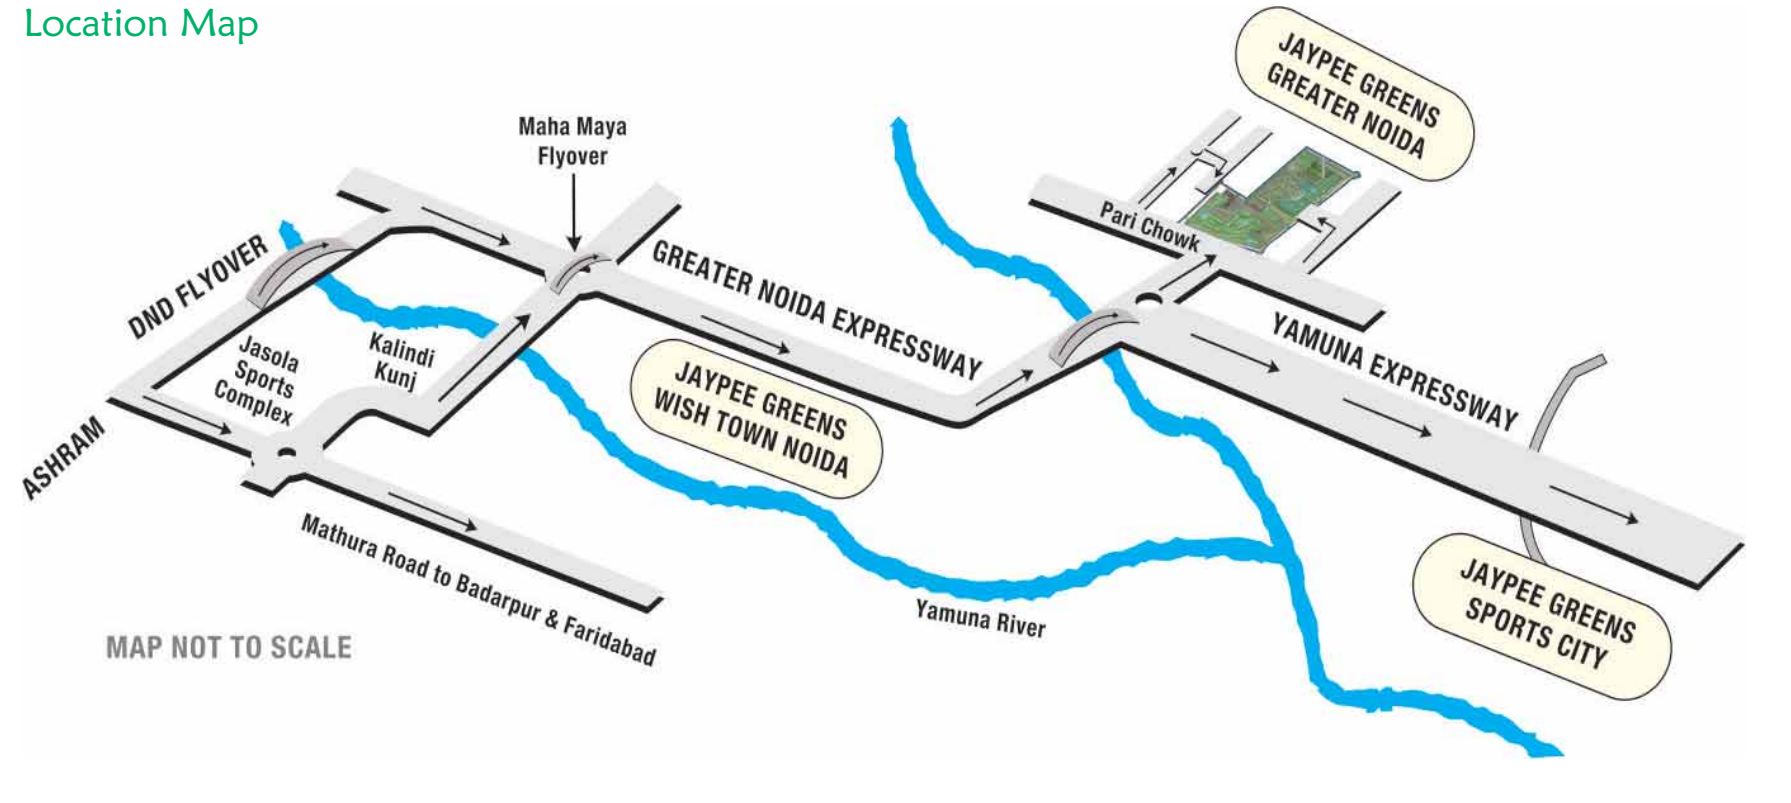 Location Map
JAYPEE GREENS
GREATER NOIDA
Maha Maya
Flyover
Pari Chowk
DND FLYOVER
GREATER NOIDA EXPRESSWAY
YAMUNA EXPRESSWAY
Jasola
Sports
Complex
Kalindi
Kunj
JAYPEE GREENS
WISH TOWN NOIDA
ASHRAM
Mathura Road to Badarpur & Faridabad
Yamuna River
JAYPEE GREENS
SPORTS CITY
MAP NOT TO SCALE